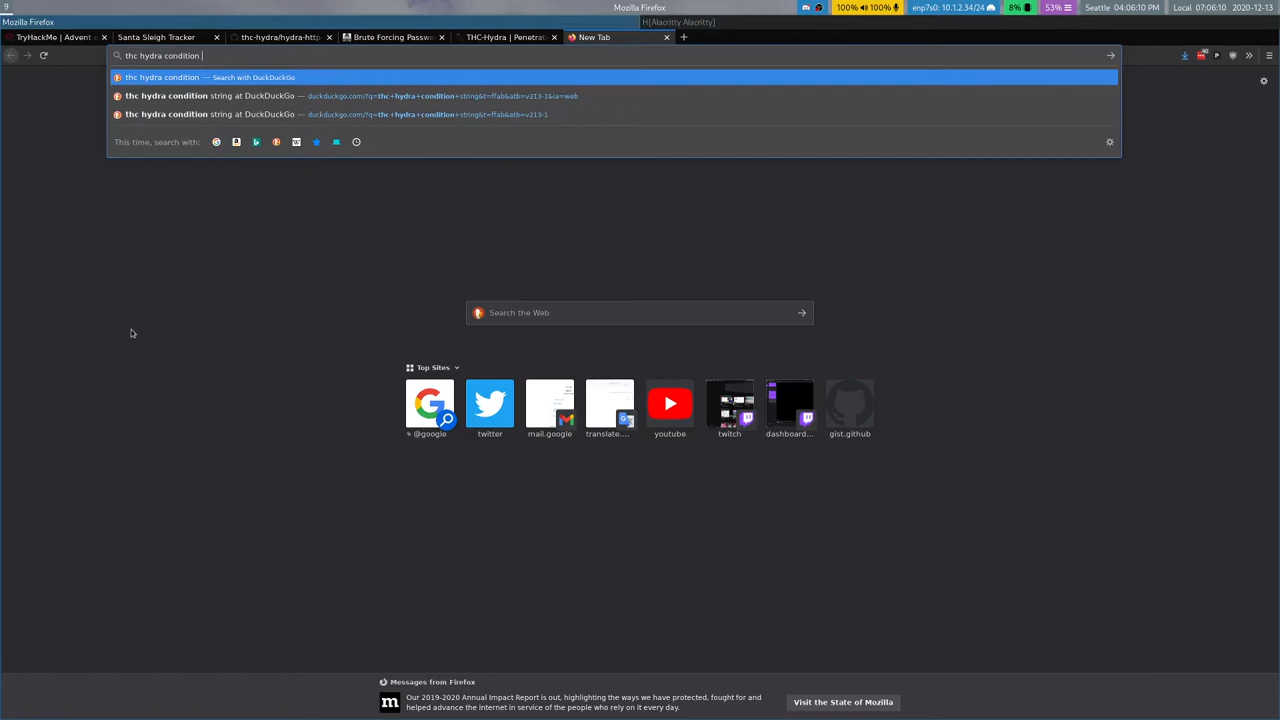 9
Mozilla Firefox
100% 100%
enp7s0: 10.1.2.34/24
8%
53%
Seattle 04:06:10 PM
Local 07:06:10
2020-12-13
Mozilla Firefox
H[Alacritty Alacritty]
TryHackMe | Advent o
Santa Sleigh Tracker
thc-hydra/hydra-http
Brute Forcing Passwo
THC-Hydra | Penetrati
New Tab
thc hydra condition
thc hydra condition — Search with DuckDuckGo
thc hydra condition string at DuckDuckGo — duckduckgo.com/?q=thc+hydra+condition+string&t=ffab&atb=v213-1&ia=web
thc hydra condition string at DuckDuckGo — duckduckgo.com/?q=thc+hydra+condition+string&t=ffab&atb=v213-1
This time, search with:
Search the Web
Top Sites
@google
twitter
mail.google
translate....
youtube
twitch
dashboard...
gist.github
Messages from Firefox
Our 2019-2020 Annual Impact Report is out, highlighting the ways we have protected, fought for and
helped advance the internet in service of the people who rely on it every day.
Visit the State of Mozilla